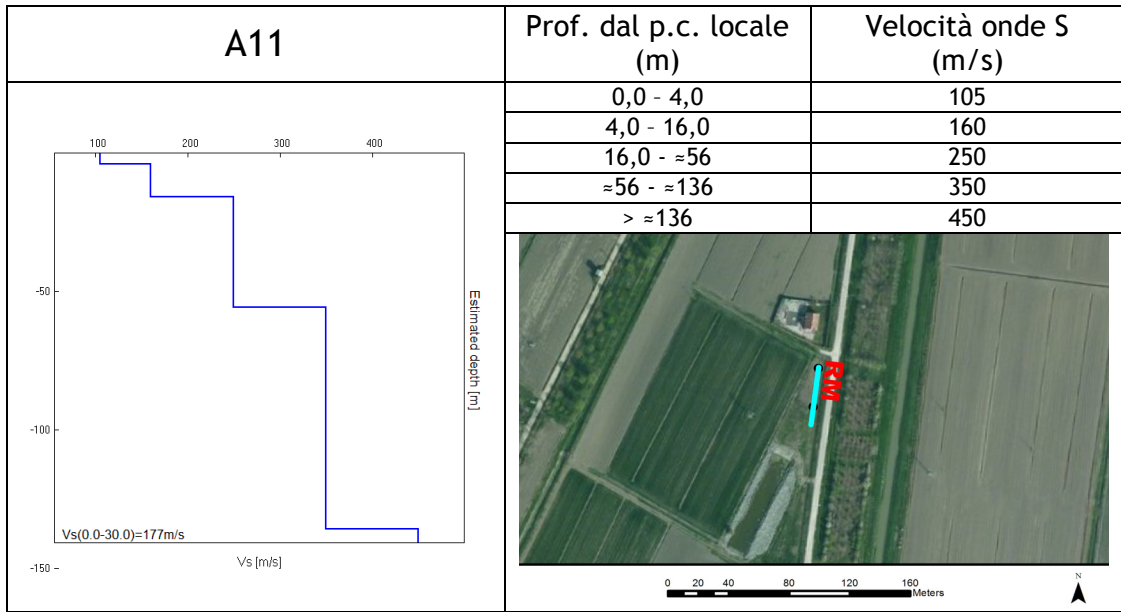 A11
Prof. dal p.c. locale
(m)
Velocità onde S
(m/s)
0,0 - 4,0 105
4,0 - 16,0 160
16,0 - ≈56 250
≈56 - ≈136 350
> ≈136 450
100 200 300 400
-50
-100
-150
Estimated depth [m]
Vs(0.0-30.0)=177m/s
Vs [m/s]
RM
0 20 40 80 120 160
Meters
N